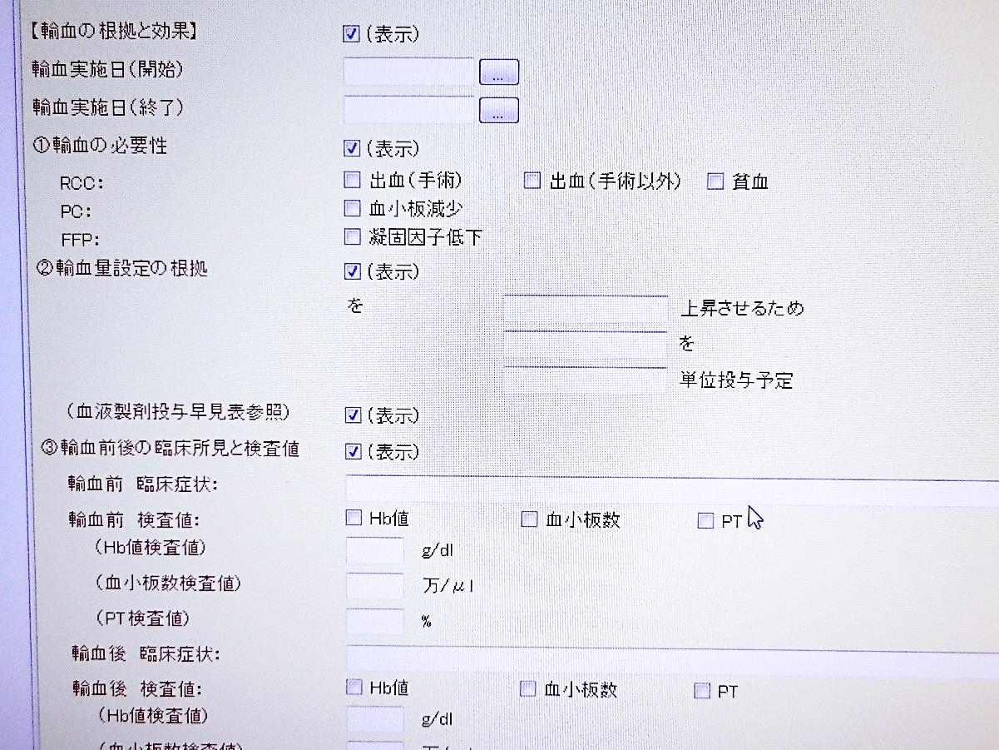 【輸血の根拠と効果】 (表示)
輸血実施日(開始) ...
輸血実施日(終了) ...
①輸血の必要性 (表示)
RCC: 出血(手術) 出血(手術以外) 貧血
PC: 血小板減少
FFP: 凝固因子低下
②輸血量設定の根拠 (表示)
を 上昇させるため
を
単位投与予定
(血液製剤投与早見表参照) (表示)
③輸血前後の臨床所見と検査値 (表示)
輸血前 臨床症状:
輸血前 検査値: Hb値 血小板数 PT
(Hb値検査値) g/dl
(血小板数検査値) 万/μl
(PT検査値) %
輸血後 臨床症状:
輸血後 検査値: Hb値 血小板数 PT
(Hb値検査値) g/dl
(血小板数検査値)